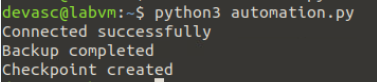 devasc@labvm:~$ python3 automation.py
Connected successfully
Backup completed
Checkpoint created